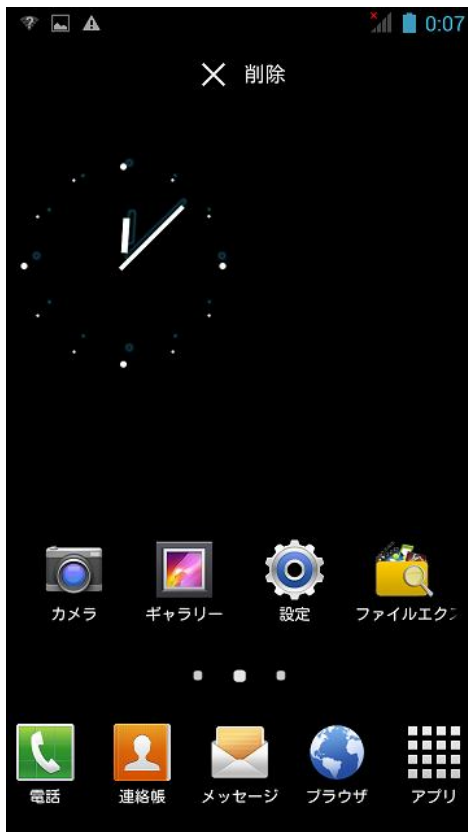 0:07
削除
カメラ
ギャラリー
設定
ファイルエクス
電話
連絡帳
メッセージ
ブラウザ
アプリ